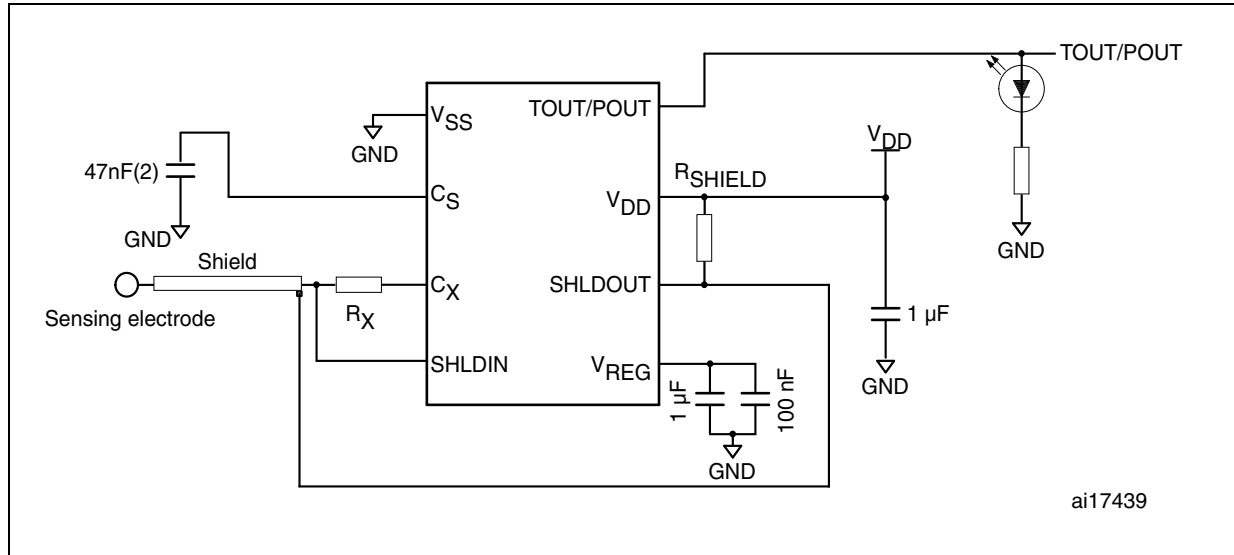 TOUT/POUT
TOUT/POUT
VSS
GND
VDD
47nF(2)
RSHIELD
CS
VDD
GND
GND
Shield
CX
SHLDOUT
1 µF
Sensing electrode
RX
SHLDIN
VREG
GND
1 µF
100 nF
GND
ai17439